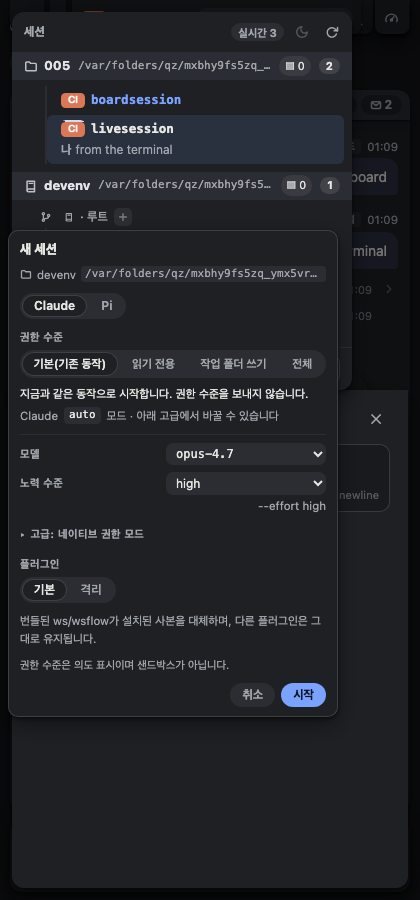 세션
실시간 3
005 /var/folders/qz/mxbhy9fs5zq_… 0 2
CI boardsession
CI livesession
나 from the terminal
devenv /var/folders/qz/mxbhy9fs5… 0 1
· 루트 +
2
01:09
board
01:09
minal
:09
:09
newline
새 세션
devenv /var/folders/qz/mxbhy9fs5zq_ymx5vr…
Claude Pi
권한 수준
기본(기존 동작) 읽기 전용 작업 폴더 쓰기 전체
지금과 같은 동작으로 시작합니다. 권한 수준을 보내지 않습니다.
Claude auto 모드 · 아래 고급에서 바꿀 수 있습니다
모델 opus-4.7
노력 수준 high
--effort high
▸ 고급: 네이티브 권한 모드
플러그인
기본 격리
번들된 ws/wsflow가 설치된 사본을 대체하며, 다른 플러그인은 그
대로 유지됩니다.
권한 수준은 의도 표시이며 샌드박스가 아닙니다.
취소 시작